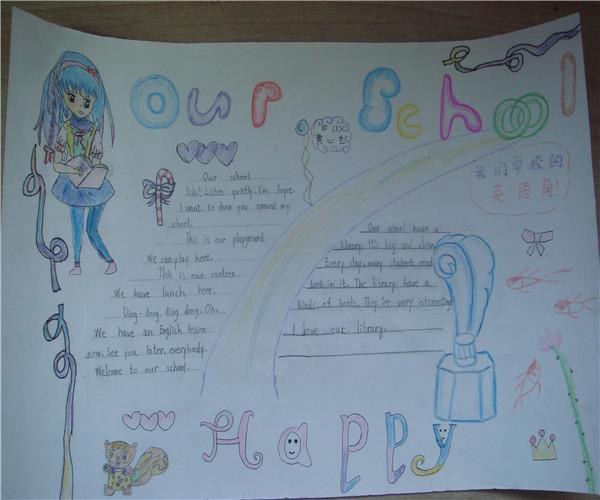 Our School
Our school
Suh! Listen quietly. I'm Joyce.
I want to show you around my
school.
This is our playground.
We can play here.
This is our canteen.
We have lunch here.
Ding-dong, ding dong. Oh,
We have an English lesson
now. See you later, everybody.
Welcome to our school.
我们学校的
英语角!
Our school have a
library. It's big and clean.
Every day, many student read
book in it. The library have a
kinds of books. They're very interesting
I love our library.
Happy